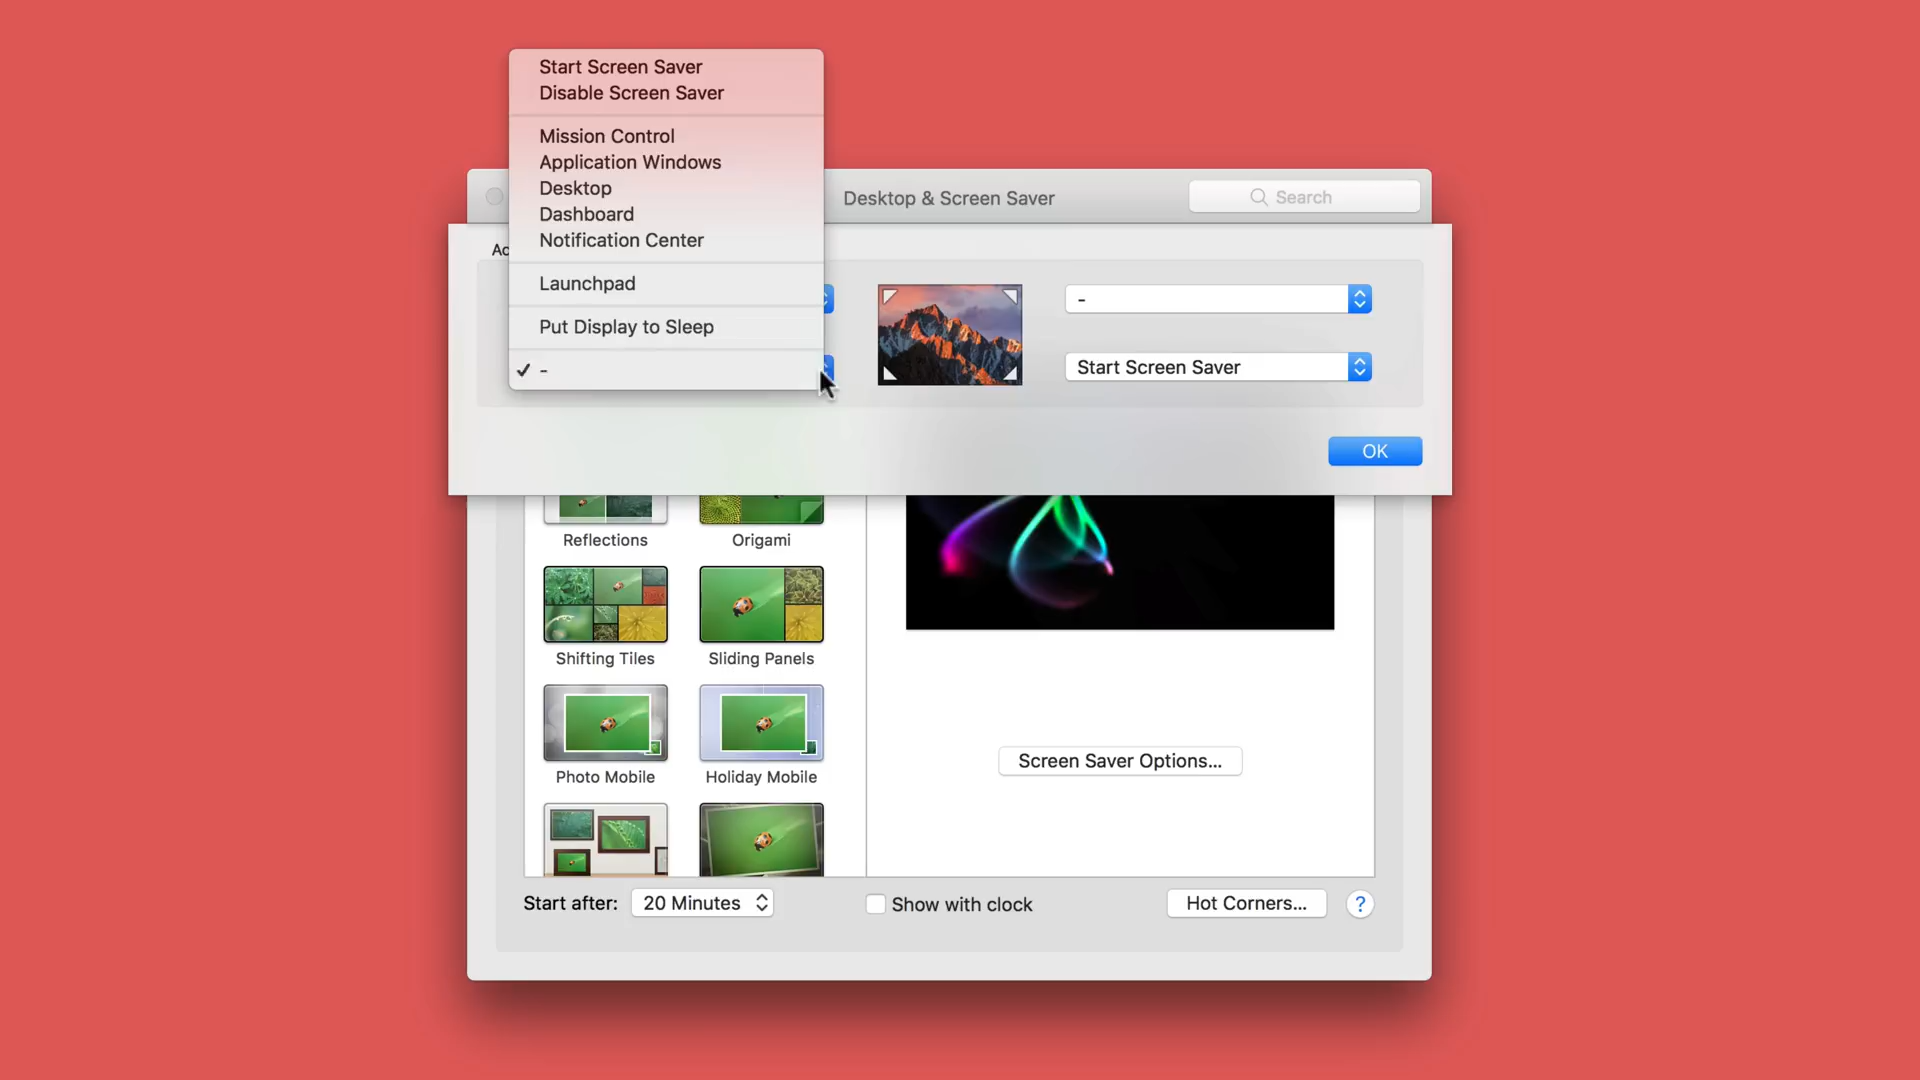 Start Screen Saver
Disable Screen Saver
Mission Control
Application Windows
Desktop
Dashboard
Notification Center
Launchpad
Put Display to Sleep
✓ -
Desktop & Screen Saver
Search
-
Start Screen Saver
OK
Reflections
Origami
Shifting Tiles
Sliding Panels
Photo Mobile
Holiday Mobile
Screen Saver Options...
Start after: 20 Minutes
Show with clock
Hot Corners...
?